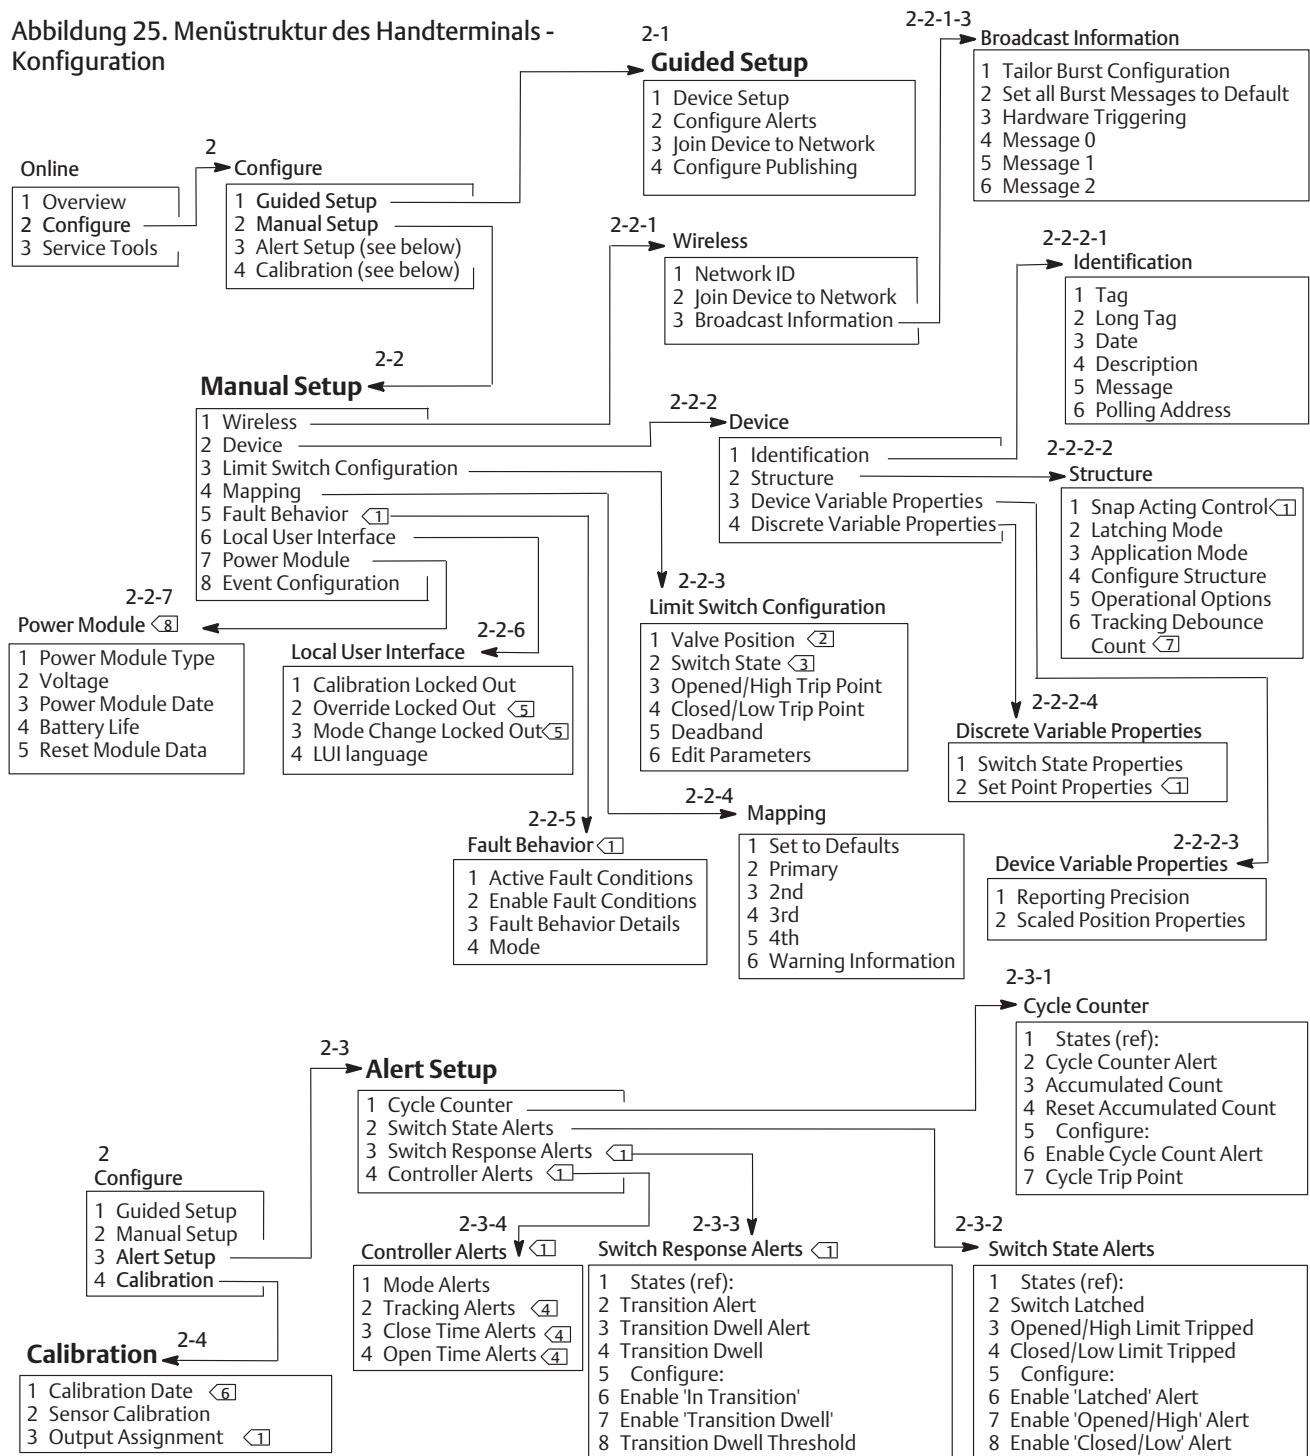 Abbildung 25. Menüstruktur des Handterminals -
Konfiguration
Online
1 Overview
2 Configure
3 Service Tools
2
Configure
1 Guided Setup
2 Manual Setup
3 Alert Setup (see below)
4 Calibration (see below)
2-1
Guided Setup
1 Device Setup
2 Configure Alerts
3 Join Device to Network
4 Configure Publishing
2-2-1-3
Broadcast Information
1 Tailor Burst Configuration
2 Set all Burst Messages to Default
3 Hardware Triggering
4 Message 0
5 Message 1
6 Message 2
2-2-1
Wireless
1 Network ID
2 Join Device to Network
3 Broadcast Information
2-2-2-1
Identification
1 Tag
2 Long Tag
3 Date
4 Description
5 Message
6 Polling Address
2-2
Manual Setup
1 Wireless
2 Device
3 Limit Switch Configuration
4 Mapping
5 Fault Behavior 1
6 Local User Interface
7 Power Module
8 Event Configuration
2-2-2
Device
1 Identification
2 Structure
3 Device Variable Properties
4 Discrete Variable Properties
2-2-2-2
Structure
1 Snap Acting Control 1
2 Latching Mode
3 Application Mode
4 Configure Structure
5 Operational Options
6 Tracking Debounce
Count 7
2-2-7
Power Module 8
1 Power Module Type
2 Voltage
3 Power Module Date
4 Battery Life
5 Reset Module Data
2-2-6
Local User Interface
1 Calibration Locked Out
2 Override Locked Out 5
3 Mode Change Locked Out 5
4 LUI language
2-2-3
Limit Switch Configuration
1 Valve Position 2
2 Switch State 3
3 Opened/High Trip Point
4 Closed/Low Trip Point
5 Deadband
6 Edit Parameters
2-2-2-4
Discrete Variable Properties
1 Switch State Properties
2 Set Point Properties 1
2-2-5
Fault Behavior 1
1 Active Fault Conditions
2 Enable Fault Conditions
3 Fault Behavior Details
4 Mode
2-2-4
Mapping
1 Set to Defaults
2 Primary
3 2nd
4 3rd
5 4th
6 Warning Information
2-2-2-3
Device Variable Properties
1 Reporting Precision
2 Scaled Position Properties
2-3-1
Cycle Counter
1 States (ref):
2 Cycle Counter Alert
3 Accumulated Count
4 Reset Accumulated Count
5 Configure:
6 Enable Cycle Count Alert
7 Cycle Trip Point
2-3
Alert Setup
1 Cycle Counter
2 Switch State Alerts
3 Switch Response Alerts 1
4 Controller Alerts 1
2
Configure
1 Guided Setup
2 Manual Setup
3 Alert Setup
4 Calibration
2-3-4
Controller Alerts 1
1 Mode Alerts
2 Tracking Alerts 4
3 Close Time Alerts 4
4 Open Time Alerts 4
2-3-3
Switch Response Alerts 1
1 States (ref):
2 Transition Alert
3 Transition Dwell Alert
4 Transition Dwell
5 Configure:
6 Enable 'In Transition'
7 Enable 'Transition Dwell'
8 Transition Dwell Threshold
2-3-2
Switch State Alerts
1 States (ref):
2 Switch Latched
3 Opened/High Limit Tripped
4 Closed/Low Limit Tripped
5 Configure:
6 Enable 'Latched' Alert
7 Enable 'Opened/High' Alert
8 Enable 'Closed/Low' Alert
2-4
Calibration
1 Calibration Date 6
2 Sensor Calibration
3 Output Assignment 1